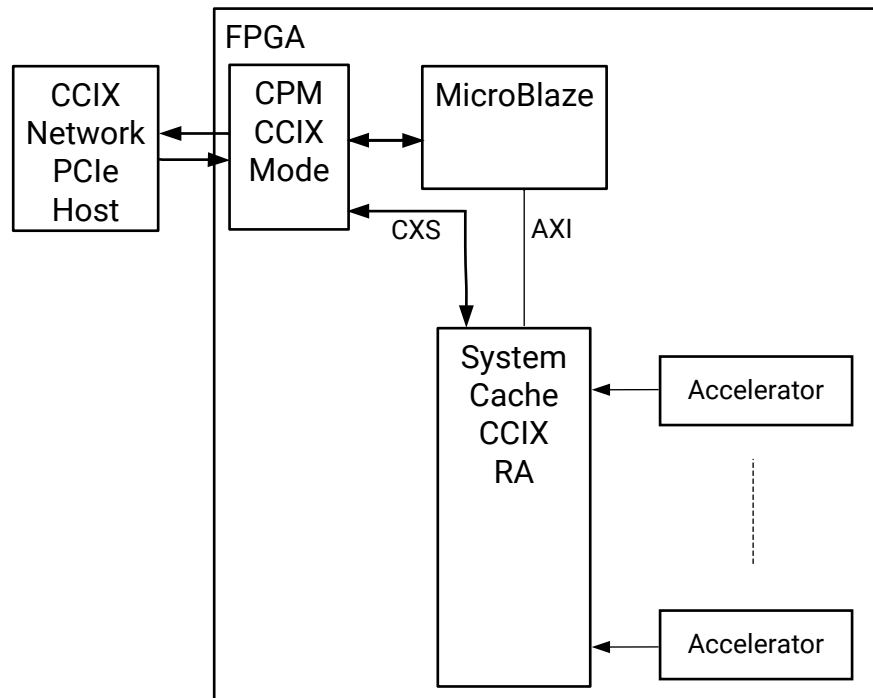 FPGA
CCIX
Network
PCIe
Host
CPM
CCIX
Mode
MicroBlaze
CXS
AXI
System
Cache
CCIX
RA
Accelerator
Accelerator